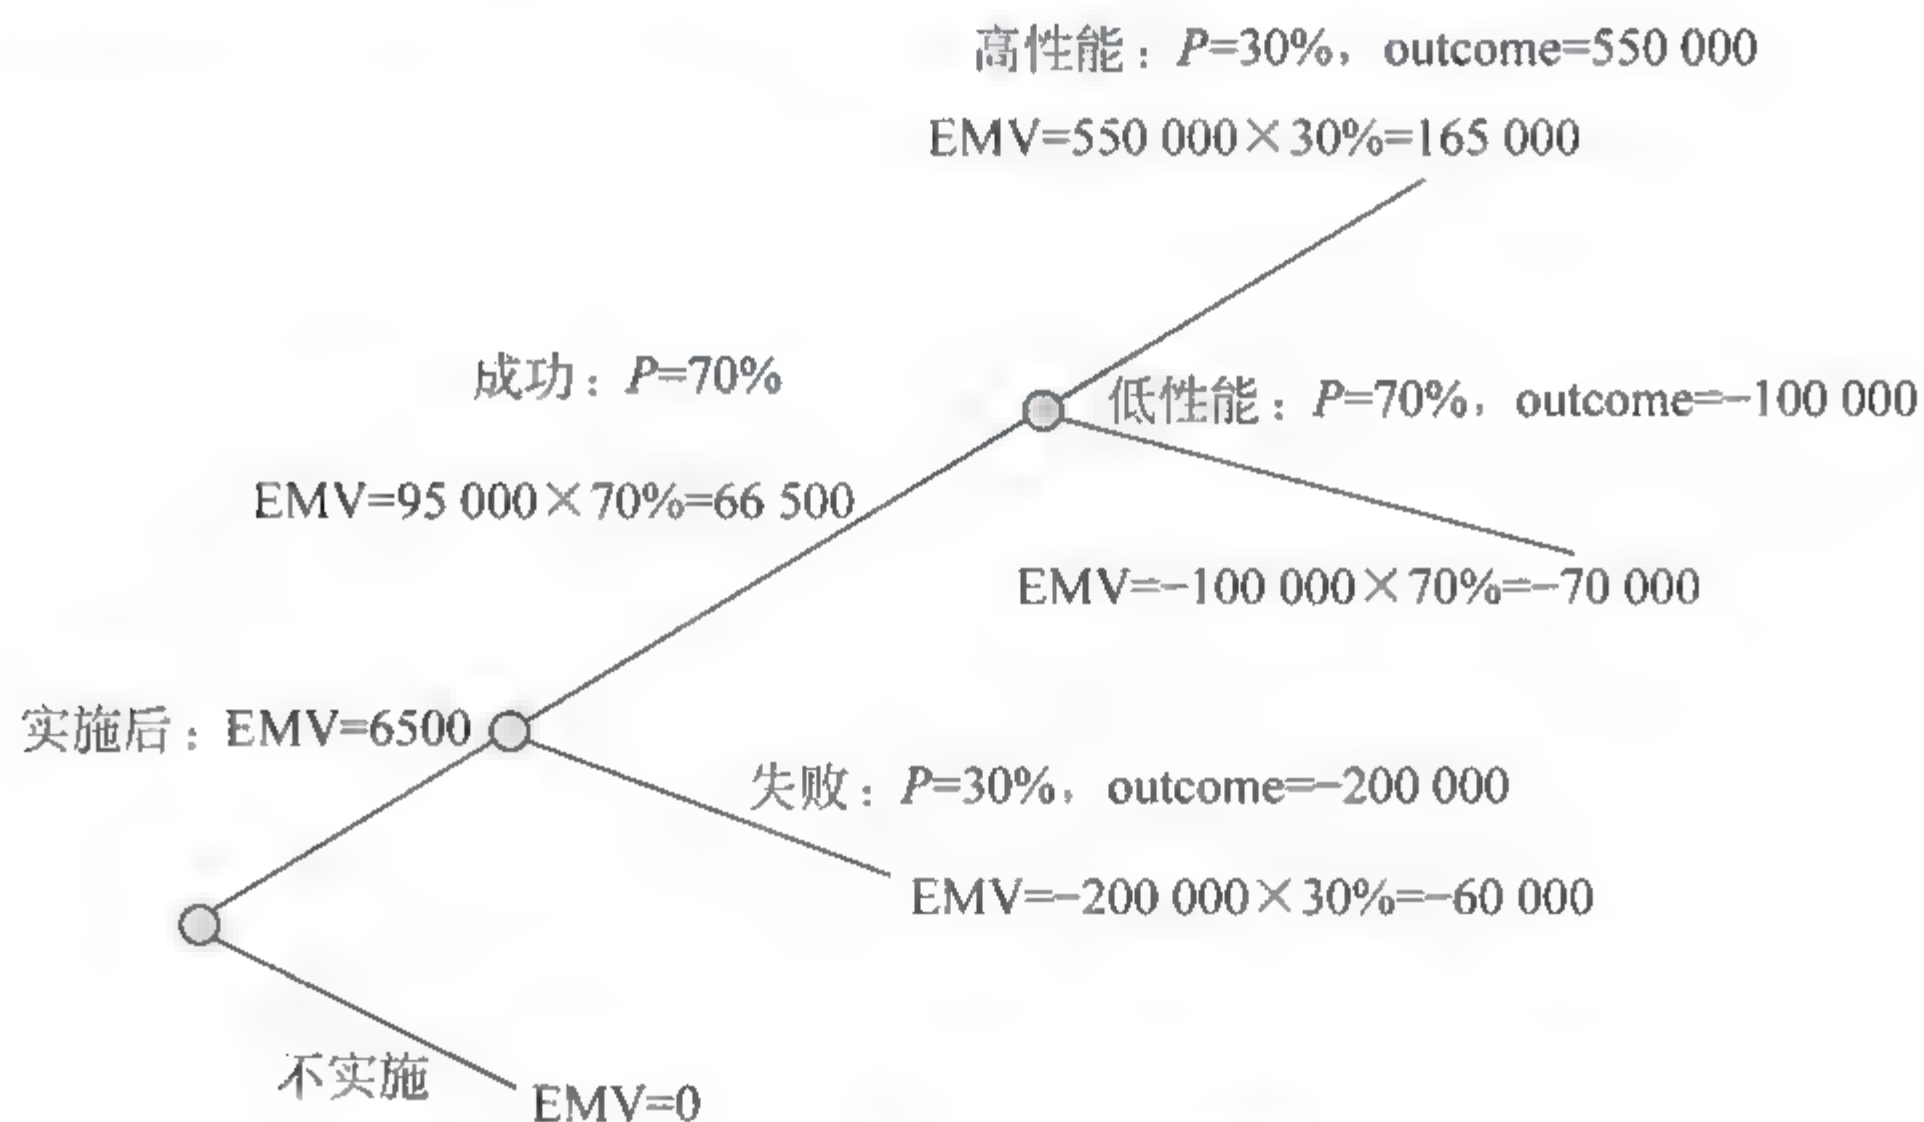 高性能：P=30%，outcome=550 000
EMV=550 000×30%=165 000
成功：P=70%
低性能：P=70%，outcome=-100 000
EMV=95 000×70%=66 500
EMV=-100 000×70%=-70 000
实施后：EMV=6500
失败：P=30%，outcome=-200 000
EMV=-200 000×30%=-60 000
不实施
EMV=0